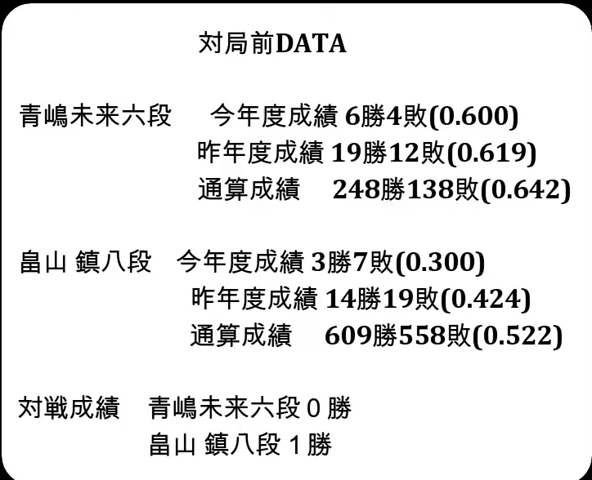 対局前DATA
青嶋未来六段 今年度成績 6勝4敗(0.600)
昨年度成績 19勝12敗(0.619)
通算成績 248勝138敗(0.642)
畠山 鎮八段 今年度成績 3勝7敗(0.300)
昨年度成績 14勝19敗(0.424)
通算成績 609勝558敗(0.522)
対戦成績 青嶋未来六段 0 勝
畠山 鎮八段 1 勝